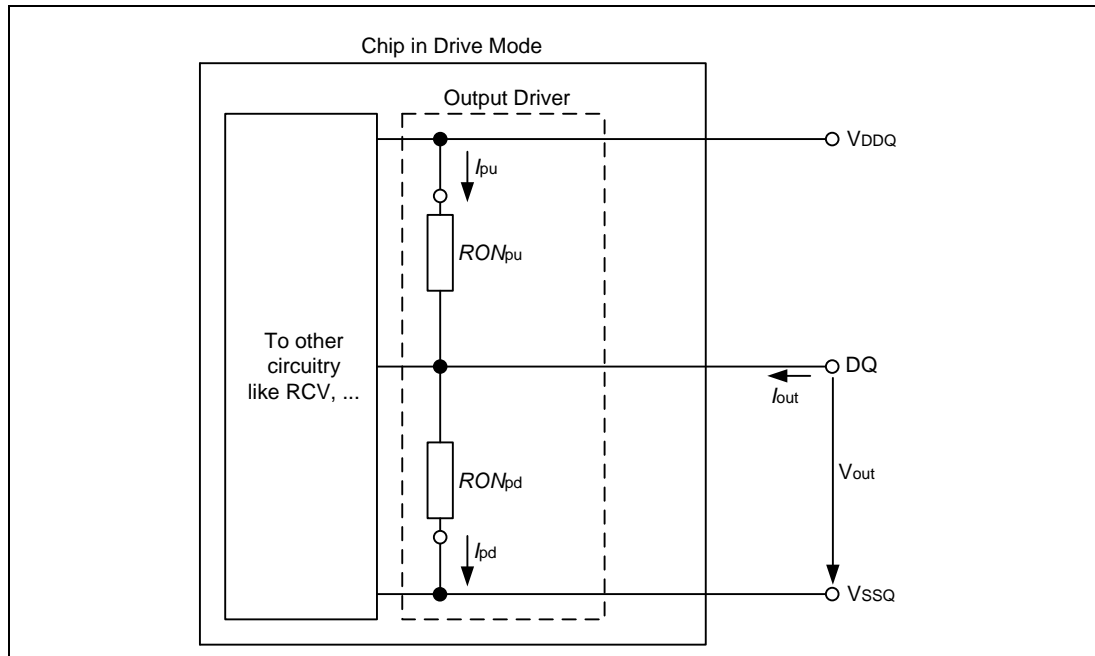 Chip in Drive Mode
Output Driver
VDDQ
Ipu
RONpu
To other
circuitry
like RCV, ...
DQ
Iout
RONpd
Vout
Ipd
VSSQ